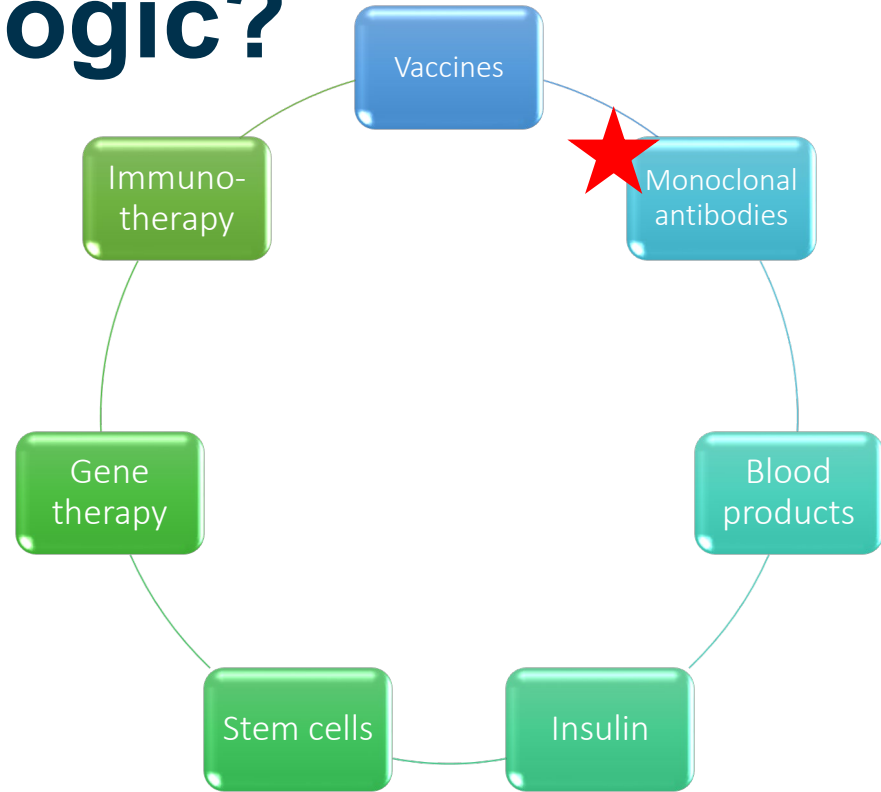 ogic?
Vaccines
Monoclonal
antibodies
Blood
products
Insulin
Stem cells
Gene
therapy
Immuno-
therapy